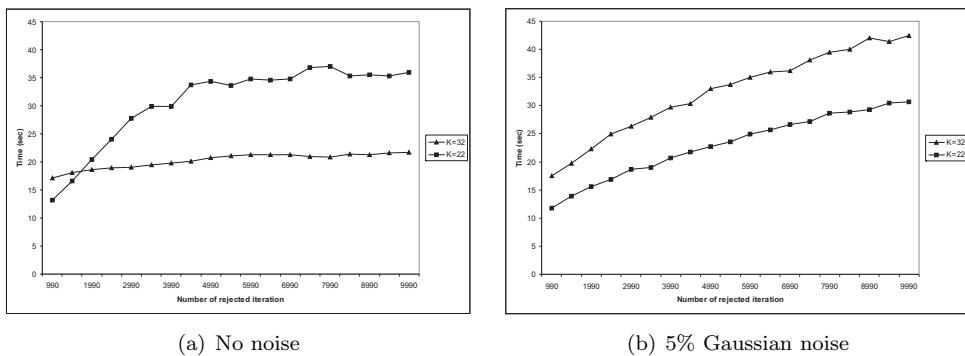 45
40
35
30
25
20
15
10
5
0
Time (sec)
990 1990 2990 3990 4990 5990 6990 7990 8990 9990
Number of rejected iteration
K=32
K=22
(a) No noise
45
40
35
30
25
20
15
10
5
0
Time (sec)
990 1990 2990 3990 4990 5990 6990 7990 8990 9990
Number of rejected iteration
K=32
K=22
(b) 5% Gaussian noise